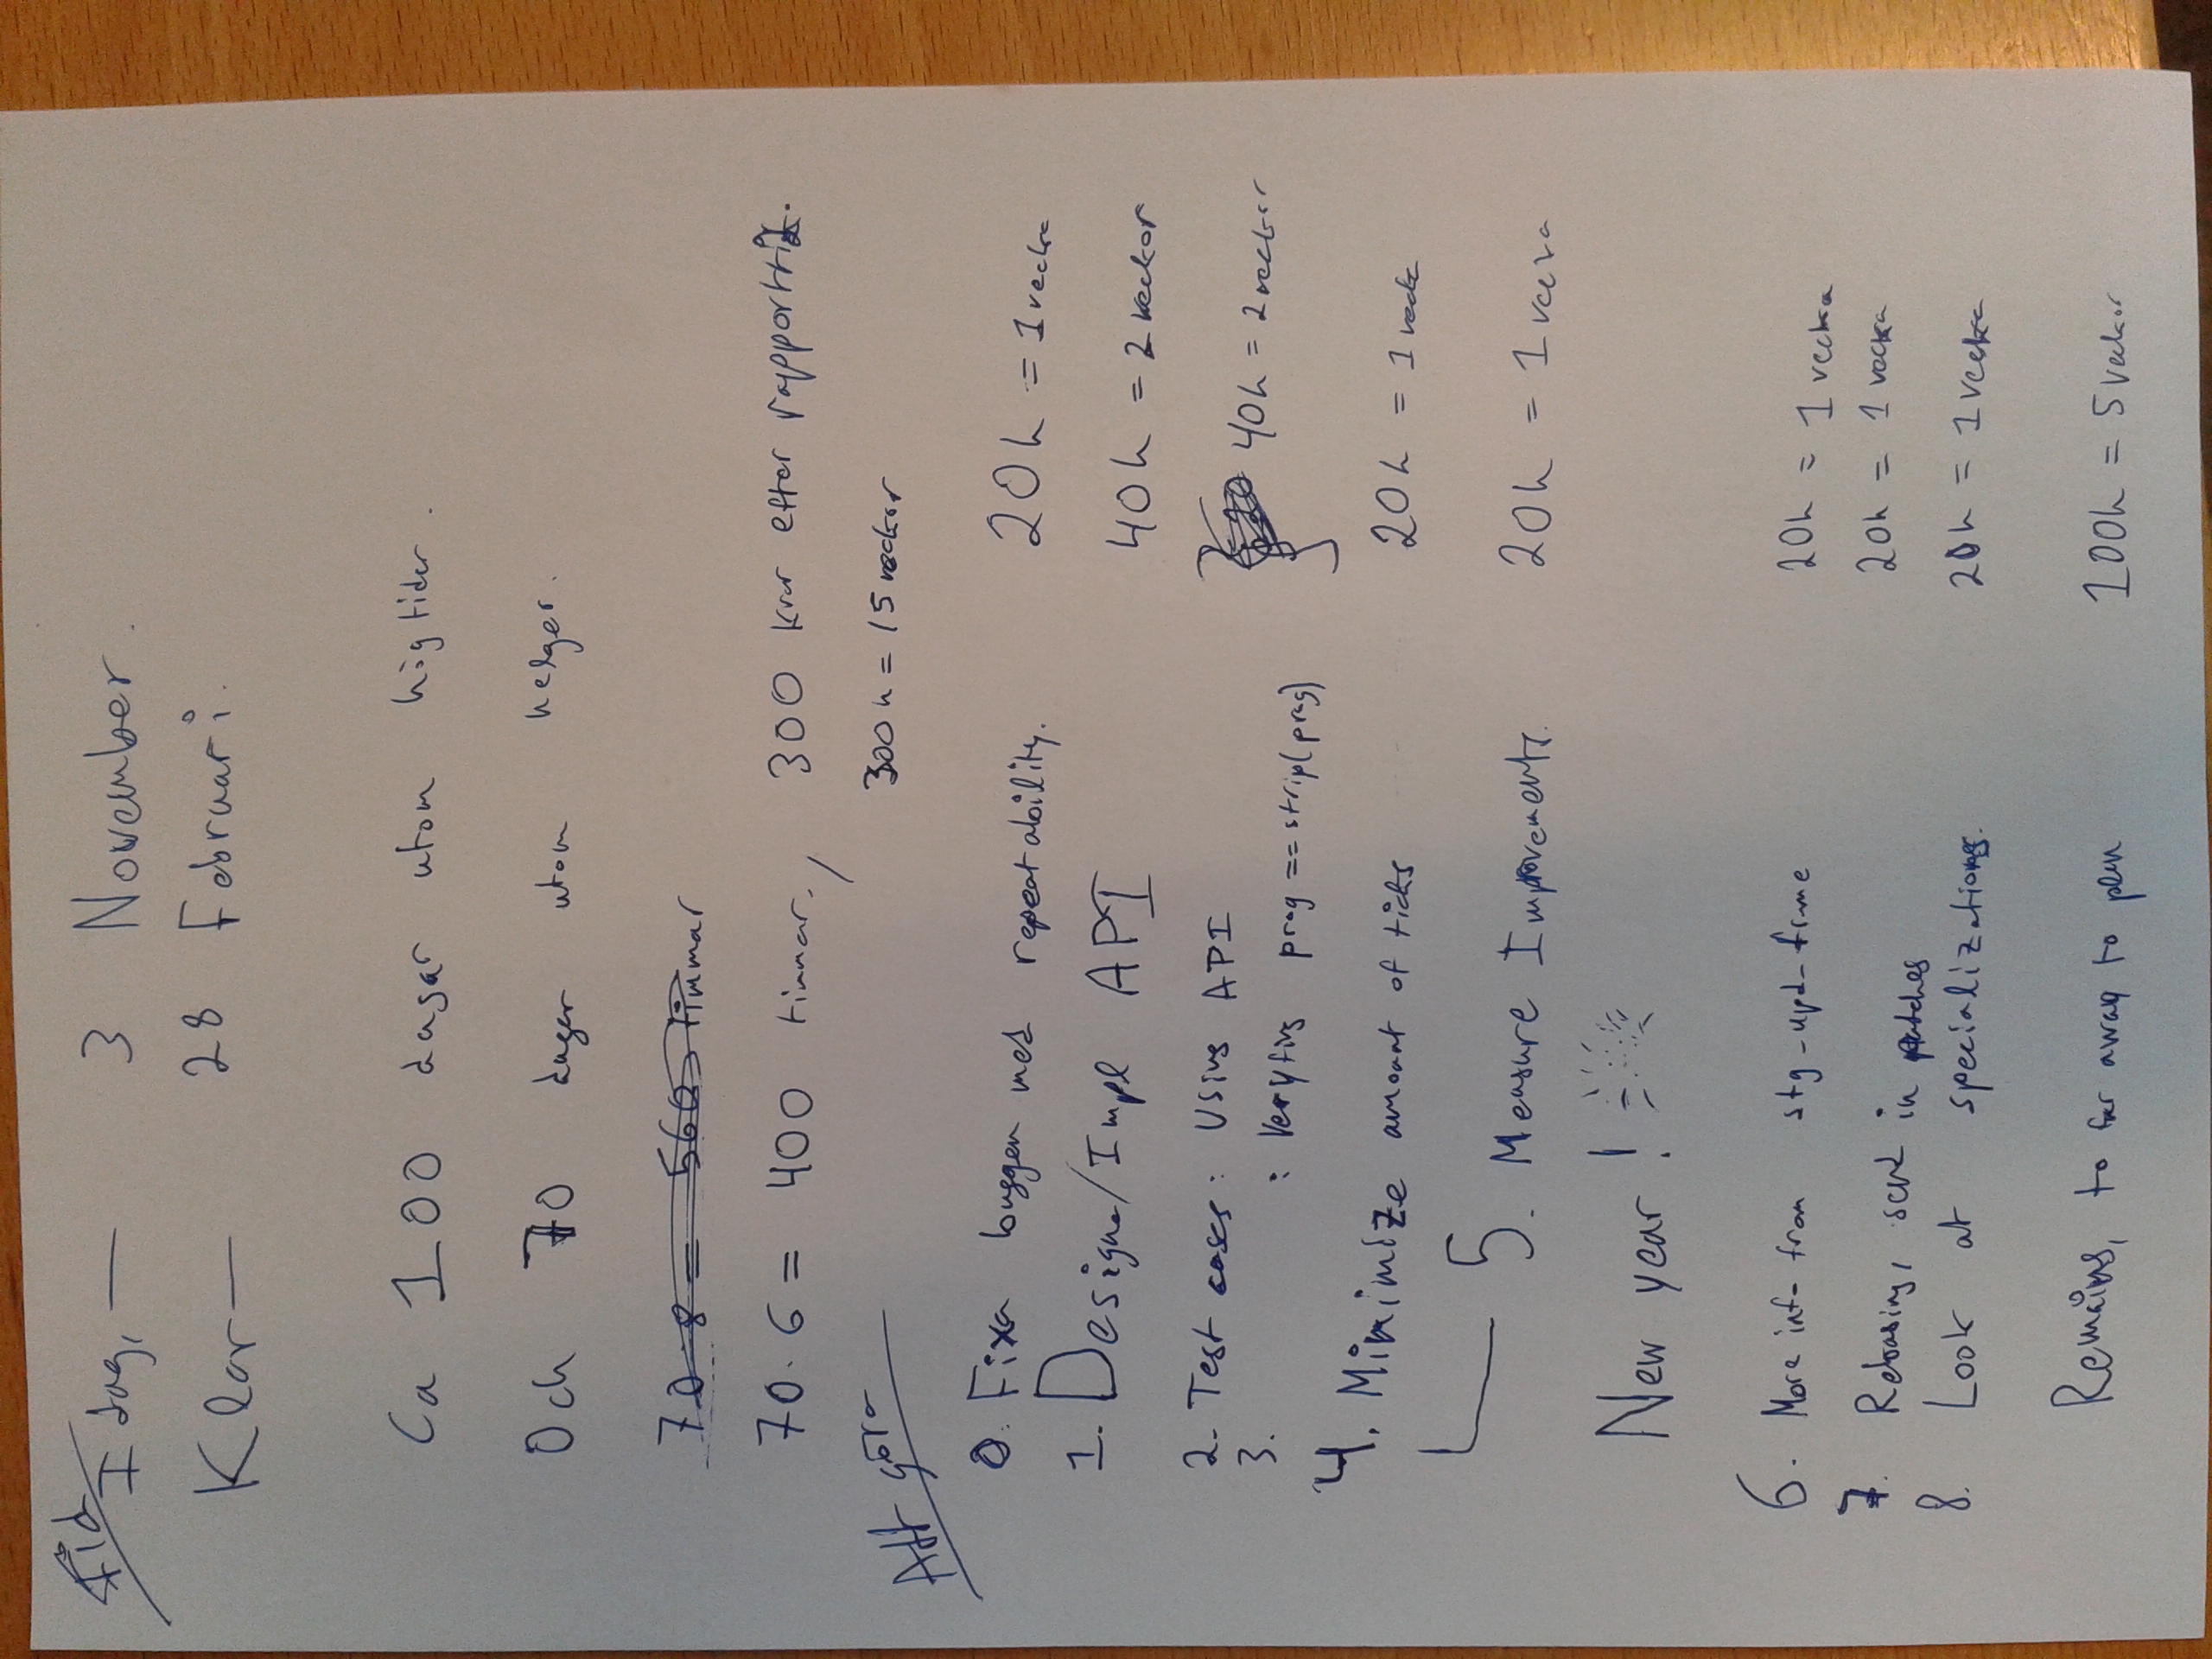 Tid
Idag, — 3 November.
Klar — 28 Februari.
Ca 100 dagar utom högtider.
Och 70 dagar utom helger.
70·8 = 560 timmar
70·6 = 400 timmar, 300 kvar efter rapporttid.
300h = 15 veckor
Att göra
0. Fixa buggen med repeatability. 20h = 1 vecka
1. Designa/Impl API 40h = 2 veckor
2. Test cases: Using API
3. : Veryfing prog == strip(prog) 40h = 2 veckor
4. Minimize amount of ticks 20h = 1 vecka
5. Measure Improvements. 20h = 1 vecka
New year!
6. More info from stg_upd_frame 20h = 1 vecka
7. Rebasing, send in patches 20h = 1 vecka
8. Look at specializations. 20h = 1 vecka
Remains, to far away to plan 100h = 5 veckor